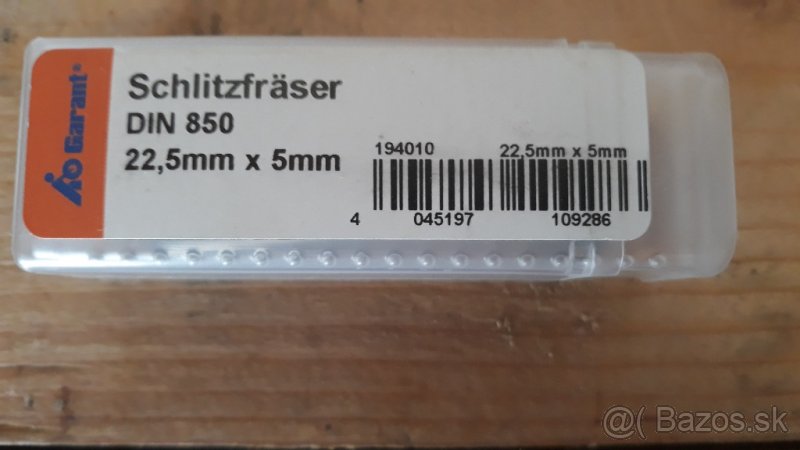 Garant®
Schlitzfräser
DIN 850
22,5mm x 5mm
194010 22,5mm x 5mm
4 045197 109286
@( Bazos.sk